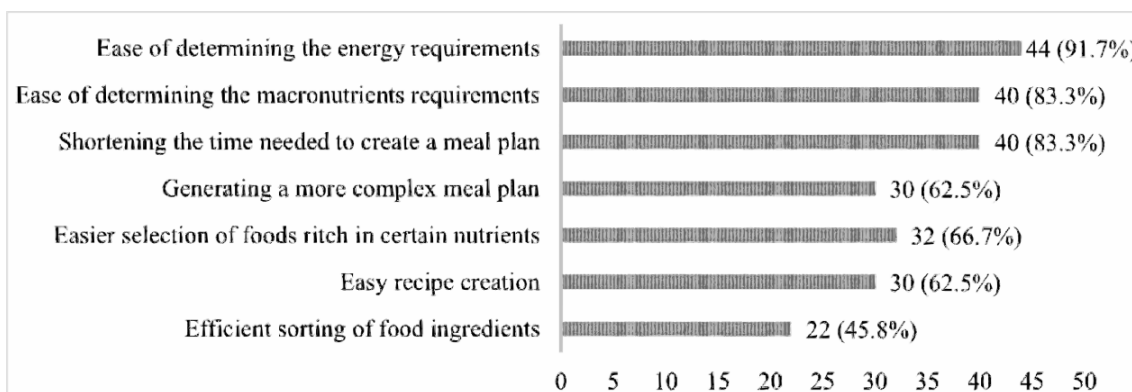 Ease of determining the energy requirements 44 (91.7%)
Ease of determining the macronutrients requirements 40 (83.3%)
Shortening the time needed to create a meal plan 40 (83.3%)
Generating a more complex meal plan 30 (62.5%)
Easier selection of foods ritch in certain nutrients 32 (66.7%)
Easy recipe creation 30 (62.5%)
Efficient sorting of food ingredients 22 (45.8%)
0 5 10 15 20 25 30 35 40 45 50